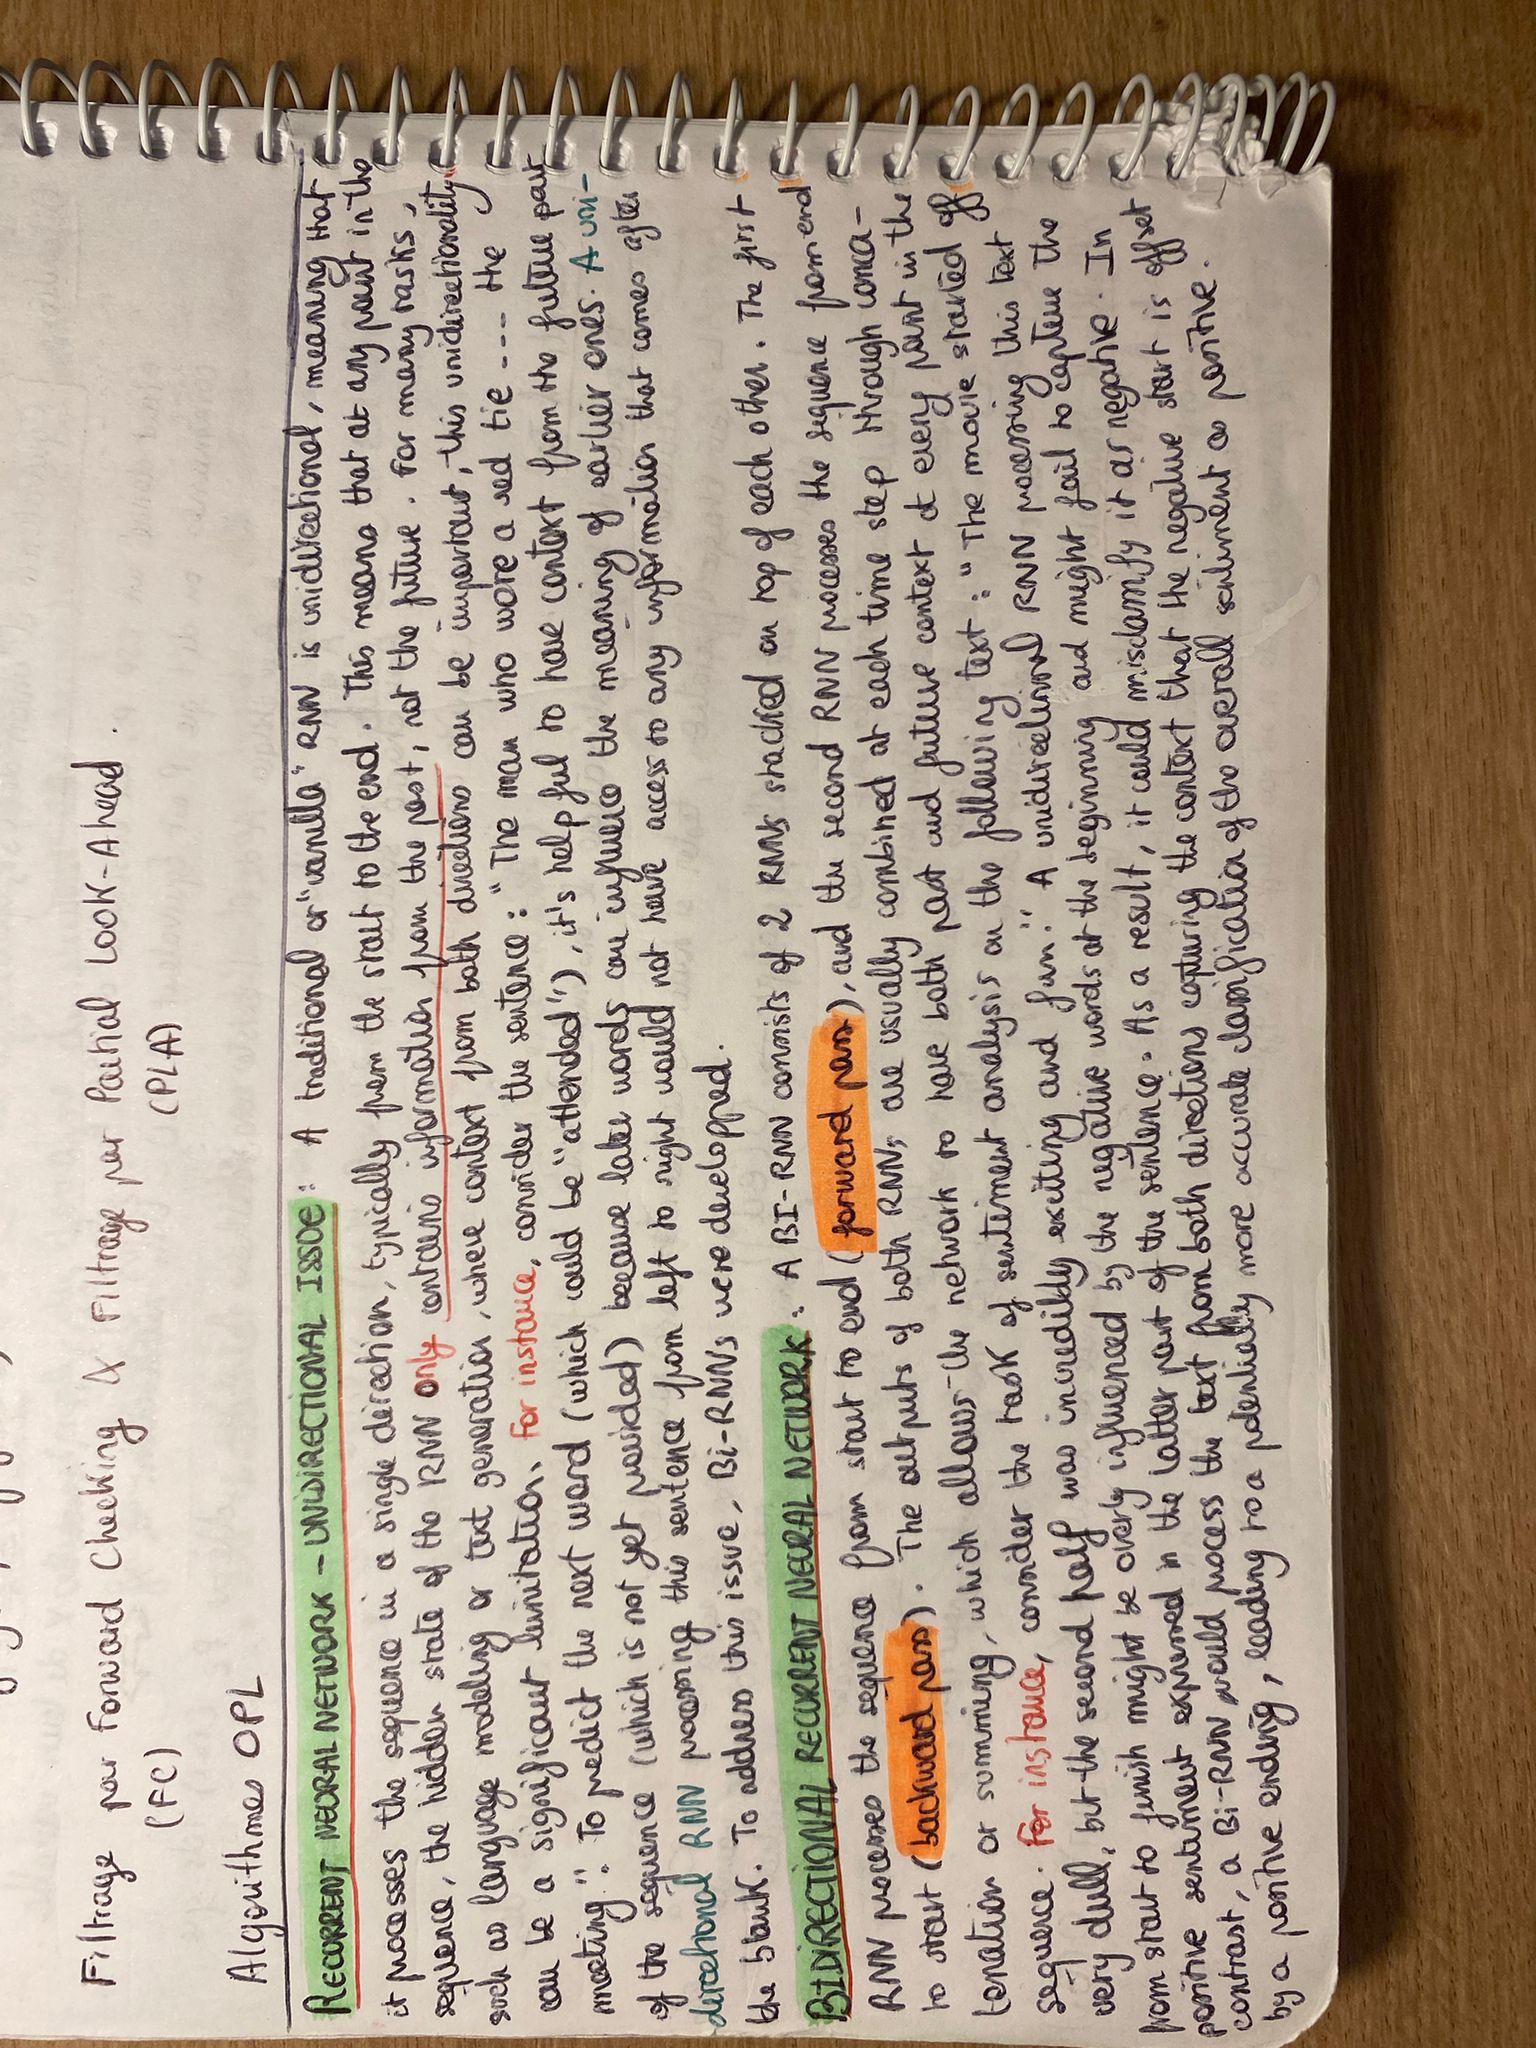 Filtrage par Forward Checking & Filtrage par Partial Look-Ahead.
(FC) (PLA)
Algorithmes OPL
RECURRENT NEURAL NETWORK - UNIDIRECTIONAL ISSUE: A traditional or "vanilla" RNN is unidirectional, meaning that
it processes the sequence in a single direction, typically from the start to the end. This means that at any point in the
sequence, the hidden state of the RNN only contains information from the past, not the future. For many tasks,
such as language modeling or text generation, where context from both directions can be important, this unidirectionality
can be a significant limitation. For instance, consider the sentence: "The man who wore a red tie --- the
meeting". To predict the next word (which could be "attended"), it's helpful to have context from the future part
of the sequence (which is not yet provided) because later words can influence the meaning of earlier ones. A uni-
directional RNN processing this sentence from left to right would not have access to any information that comes after
the blank. To address this issue, Bi-RNNs were developped.
BIDIRECTIONAL RECURRENT NEURAL NETWORK: A BI-RNN consists of 2 RNNs stacked on top of each other. The first
RNN processes the sequence from start to end (forward pass), and the second RNN processes the sequence from end
to start (backward pass). The outputs of both RNNs are usually combined at each time step through conca-
tenation or summing, which allows the network to have both past and future context at every point in the
sequence. For instance, consider the task of sentiment analysis on the following text: "The movie started off
very dull, but the second half was incredibly exciting and fun." A unidirectional RNN processing this text
from start to finish might be overly influenced by the negative words at the beginning and might fail to capture the
positive sentiment expressed in the latter part of the sentence. As a result, it could misclassify it as negative. In
contrast, a Bi-RNN would process the text from both directions capturing the context that the negative start is offset
by a positive ending, leading to a potentially more accurate classification of the overall sentiment as positive.